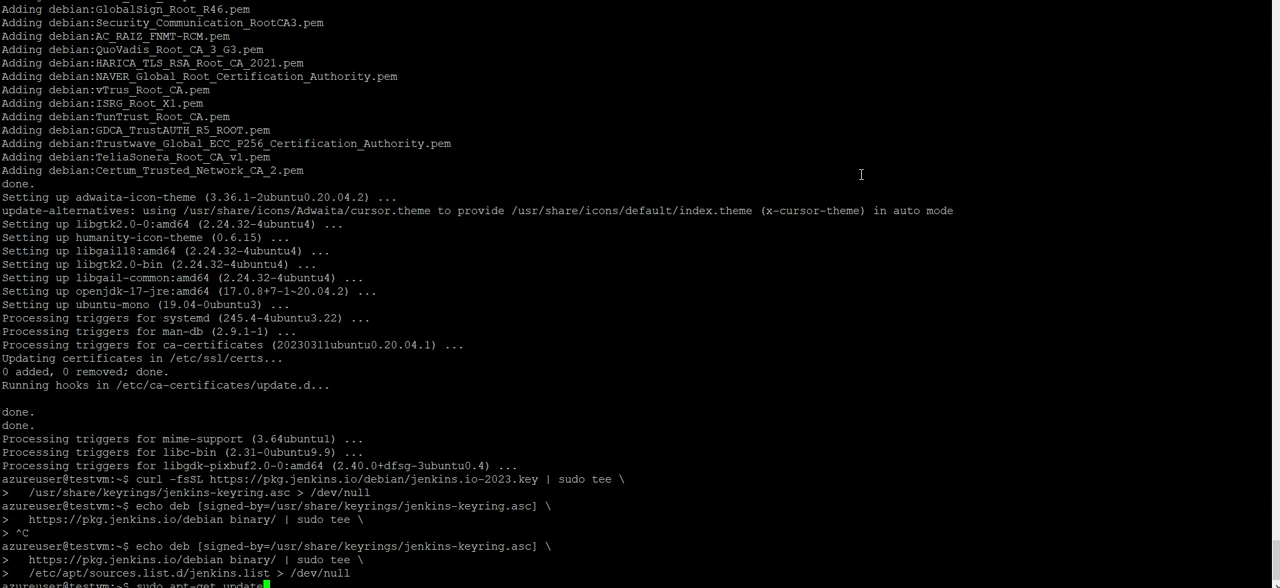 Adding debian:GlobalSign_Root_R46.pem
Adding debian:Security_Communication_RootCA3.pem
Adding debian:AC_RAIZ_FNMT-RCM.pem
Adding debian:QuoVadis_Root_CA_3_G3.pem
Adding debian:HARICA_TLS_RSA_Root_CA_2021.pem
Adding debian:NAVER_Global_Root_Certification_Authority.pem
Adding debian:vTrus_Root_CA.pem
Adding debian:ISRG_Root_X1.pem
Adding debian:TunTrust_Root_CA.pem
Adding debian:GDCA_TrustAUTH_R5_ROOT.pem
Adding debian:Trustwave_Global_ECC_P256_Certification_Authority.pem
Adding debian:TeliaSonera_Root_CA_v1.pem
Adding debian:Certum_Trusted_Network_CA_2.pem
done.
Setting up adwaita-icon-theme (3.36.1-2ubuntu0.20.04.2) ...
update-alternatives: using /usr/share/icons/Adwaita/cursor.theme to provide /usr/share/icons/default/index.theme (x-cursor-theme) in auto mode
Setting up libgtk2.0-0:amd64 (2.24.32-4ubuntu4) ...
Setting up humanity-icon-theme (0.6.15) ...
Setting up libgail18:amd64 (2.24.32-4ubuntu4) ...
Setting up libgtk2.0-bin (2.24.32-4ubuntu4) ...
Setting up libgail-common:amd64 (2.24.32-4ubuntu4) ...
Setting up openjdk-17-jre:amd64 (17.0.8+7-1~20.04.2) ...
Setting up ubuntu-mono (19.04-0ubuntu3) ...
Processing triggers for systemd (245.4-4ubuntu3.22) ...
Processing triggers for man-db (2.9.1-1) ...
Processing triggers for ca-certificates (20230311ubuntu0.20.04.1) ...
Updating certificates in /etc/ssl/certs...
0 added, 0 removed; done.
Running hooks in /etc/ca-certificates/update.d...
done.
done.
Processing triggers for mime-support (3.64ubuntu1) ...
Processing triggers for libc-bin (2.31-0ubuntu9.9) ...
Processing triggers for libgdk-pixbuf2.0-0:amd64 (2.40.0+dfsg-3ubuntu0.4) ...
azureuser@testvm:~$ curl -fsSL https://pkg.jenkins.io/debian/jenkins.io-2023.key | sudo tee \
>   /usr/share/keyrings/jenkins-keyring.asc > /dev/null
azureuser@testvm:~$ echo deb [signed-by=/usr/share/keyrings/jenkins-keyring.asc] \
>   https://pkg.jenkins.io/debian binary/ | sudo tee \
> ^C
azureuser@testvm:~$ echo deb [signed-by=/usr/share/keyrings/jenkins-keyring.asc] \
>   https://pkg.jenkins.io/debian binary/ | sudo tee \
>   /etc/apt/sources.list.d/jenkins.list > /dev/null
azureuser@testvm:~$ sudo apt-get update